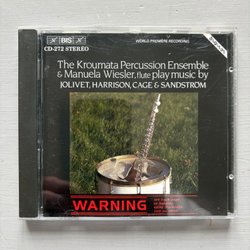 BIS
CD-272 STEREO
WORLD PREMIÈRE RECORDING
The Kroumata Percussion Ensemble
& Manuela Wiesler, flute play music by
JOLIVET, HARRISON, CAGE & SANDSTRÖM
WARNING